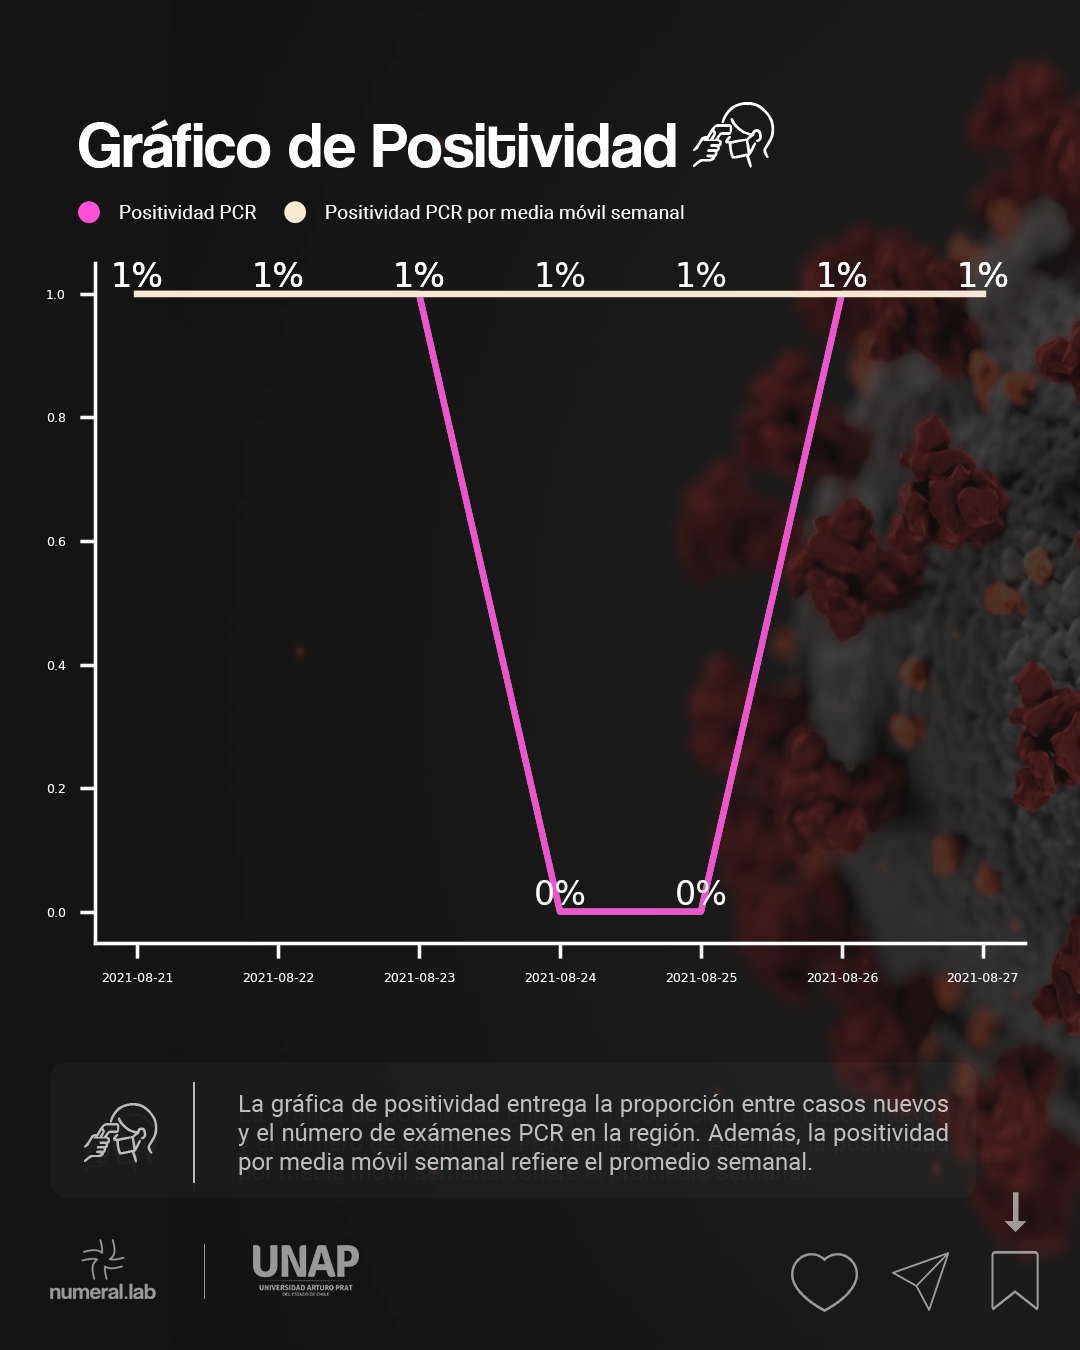 Gráfico de Positividad
Positividad PCR
Positividad PCR por media móvil semanal
1% 1% 1% 1% 1% 1% 1%
1.0
0.8
0.6
0.4
0.2
0% 0%
0.0
2021-08-21 2021-08-22 2021-08-23 2021-08-24 2021-08-25 2021-08-26 2021-08-27
La gráfica de positividad entrega la proporción entre casos nuevos
y el número de exámenes PCR en la región. Además, la positividad
por media móvil semanal refiere el promedio semanal.
numeral.lab
UNAP
UNIVERSIDAD ARTURO PRAT
DEL ESTADO DE CHILE